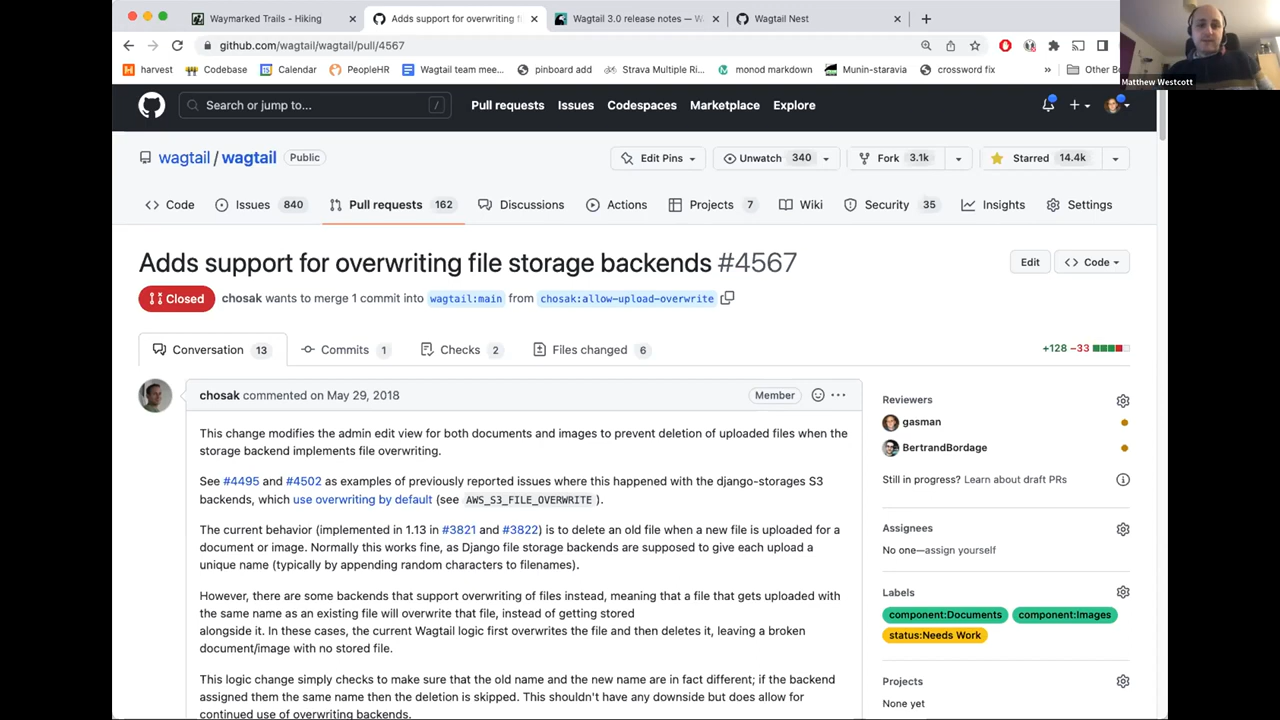 Waymarked Trails - Hiking
Adds support for overwriting f
Wagtail 3.0 release notes — W
Wagtail Nest
github.com/wagtail/wagtail/pull/4567
harvest
Codebase
Calendar
PeopleHR
Wagtail team mee...
pinboard add
Strava Multiple Ri...
monod markdown
Munin-staravia
crossword fix
»
Other B
Matthew Westcott
Search or jump to...
/
Pull requests
Issues
Codespaces
Marketplace
Explore
wagtail / wagtail
Public
Edit Pins
Unwatch 340
Fork 3.1k
Starred 14.4k
Code
Issues 840
Pull requests 162
Discussions
Actions
Projects 7
Wiki
Security 35
Insights
Settings
Adds support for overwriting file storage backends #4567
Edit
<> Code
Closed
chosak wants to merge 1 commit into wagtail:main from chosak:allow-upload-overwrite
Conversation 13
Commits 1
Checks 2
Files changed 6
+128 −33
chosak commented on May 29, 2018
Member
This change modifies the admin edit view for both documents and images to prevent deletion of uploaded files when the
storage backend implements file overwriting.
See #4495 and #4502 as examples of previously reported issues where this happened with the django-storages S3
backends, which use overwriting by default (see AWS_S3_FILE_OVERWRITE ).
The current behavior (implemented in 1.13 in #3821 and #3822) is to delete an old file when a new file is uploaded for a
document or image. Normally this works fine, as Django file storage backends are supposed to give each upload a
unique name (typically by appending random characters to filenames).
However, there are some backends that support overwriting of files instead, meaning that a file that gets uploaded with
the same name as an existing file will overwrite that file, instead of getting stored
alongside it. In these cases, the current Wagtail logic first overwrites the file and then deletes it, leaving a broken
document/image with no stored file.
This logic change simply checks to make sure that the old name and the new name are in fact different; if the backend
assigned them the same name then the deletion is skipped. This shouldn't have any downside but does allow for
continued use of overwriting backends.
Reviewers
gasman
BertrandBordage
Still in progress? Learn about draft PRs
Assignees
No one—assign yourself
Labels
component:Documents
component:Images
status:Needs Work
Projects
None yet